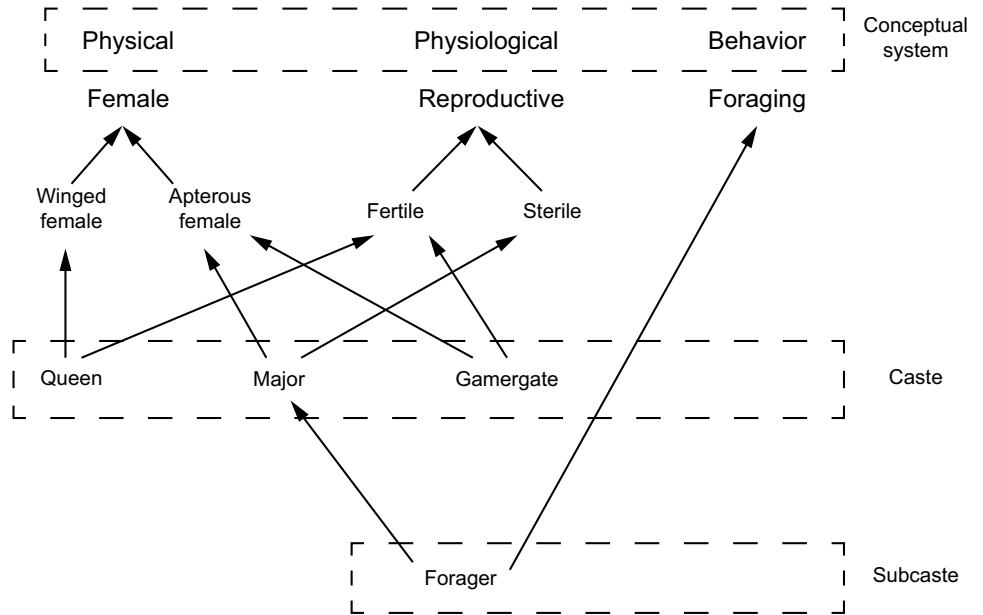 Physical
Physiological
Behavior
Conceptual
system
Female
Reproductive
Foraging
Winged
female
Apterous
female
Fertile
Sterile
Queen
Major
Gamergate
Caste
Forager
Subcaste